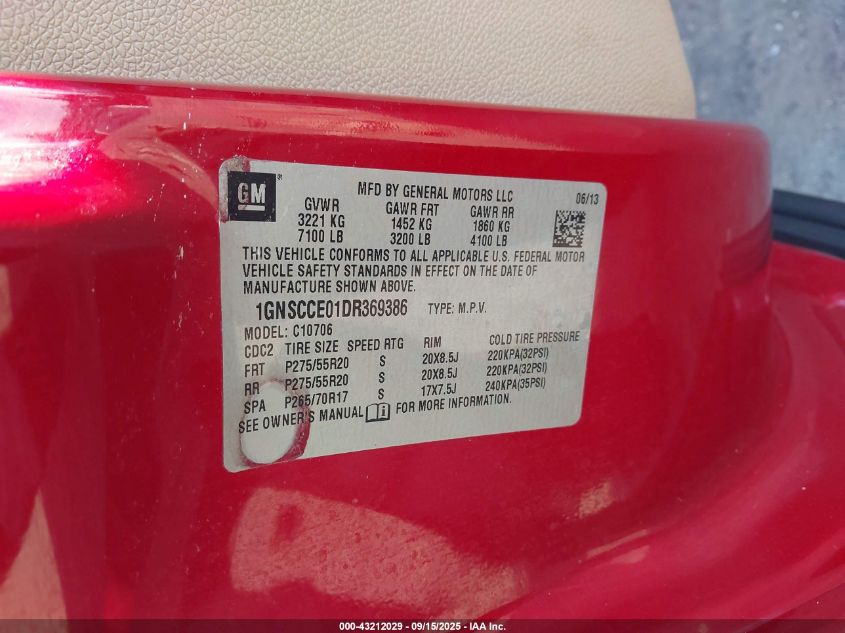 GM
MFD BY GENERAL MOTORS LLC 06/13
GVWR GAWR FRT GAWR RR
3221 KG 1452 KG 1860 KG
7100 LB 3200 LB 4100 LB
THIS VEHICLE CONFORMS TO ALL APPLICABLE U.S. FEDERAL MOTOR
VEHICLE SAFETY STANDARDS IN EFFECT ON THE DATE OF
MANUFACTURE SHOWN ABOVE.
1GNSCCE01DR369386 TYPE: M.P.V.
MODEL: C10706
CDC2 TIRE SIZE SPEED RTG RIM COLD TIRE PRESSURE
FRT P275/55R20 S 20X8.5J 220KPA(32PSI)
RR P275/55R20 S 20X8.5J 220KPA(32PSI)
SPA P265/70R17 S 17X7.5J 240KPA(35PSI)
SEE OWNER'S MANUAL FOR MORE INFORMATION.
000-43212029 - 09/15/2025 - IAA Inc.